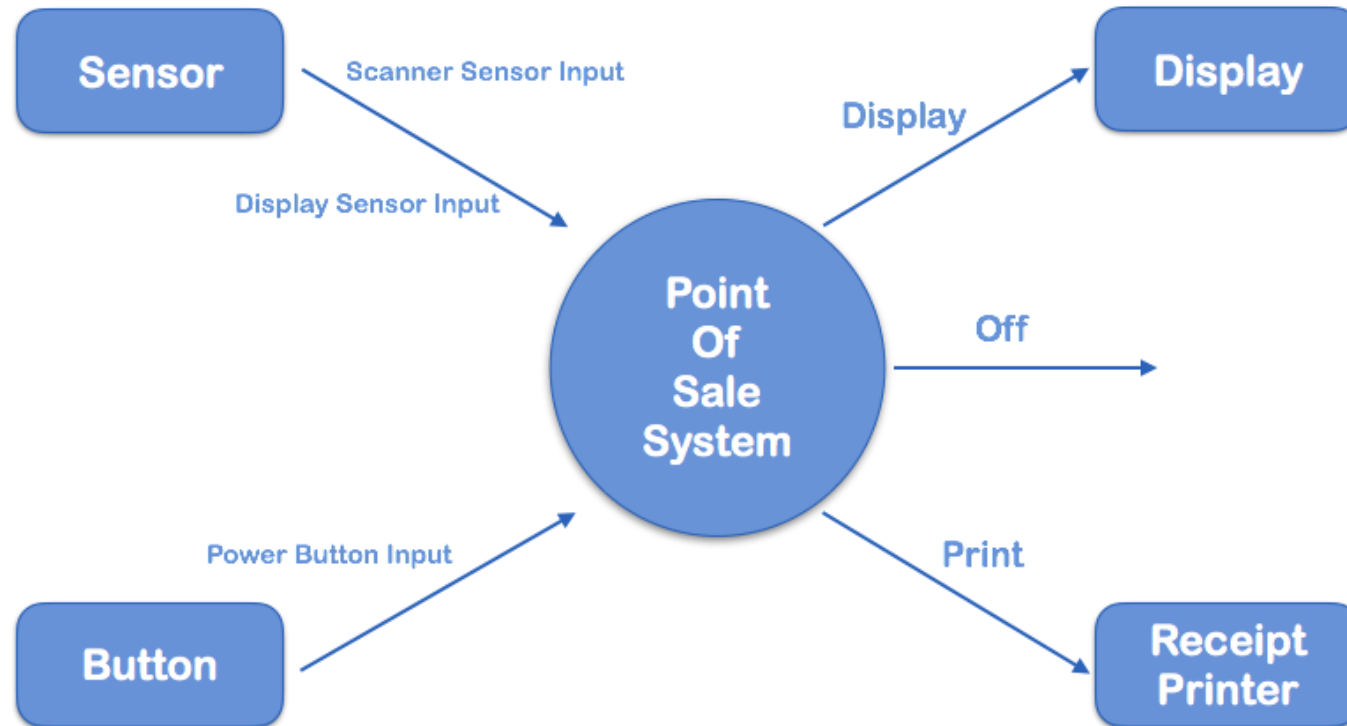 Sensor
Scanner Sensor Input
Display
Display
Display Sensor Input
Point
Of
Sale
System
Off
Power Button Input
Print
Button
Receipt
Printer